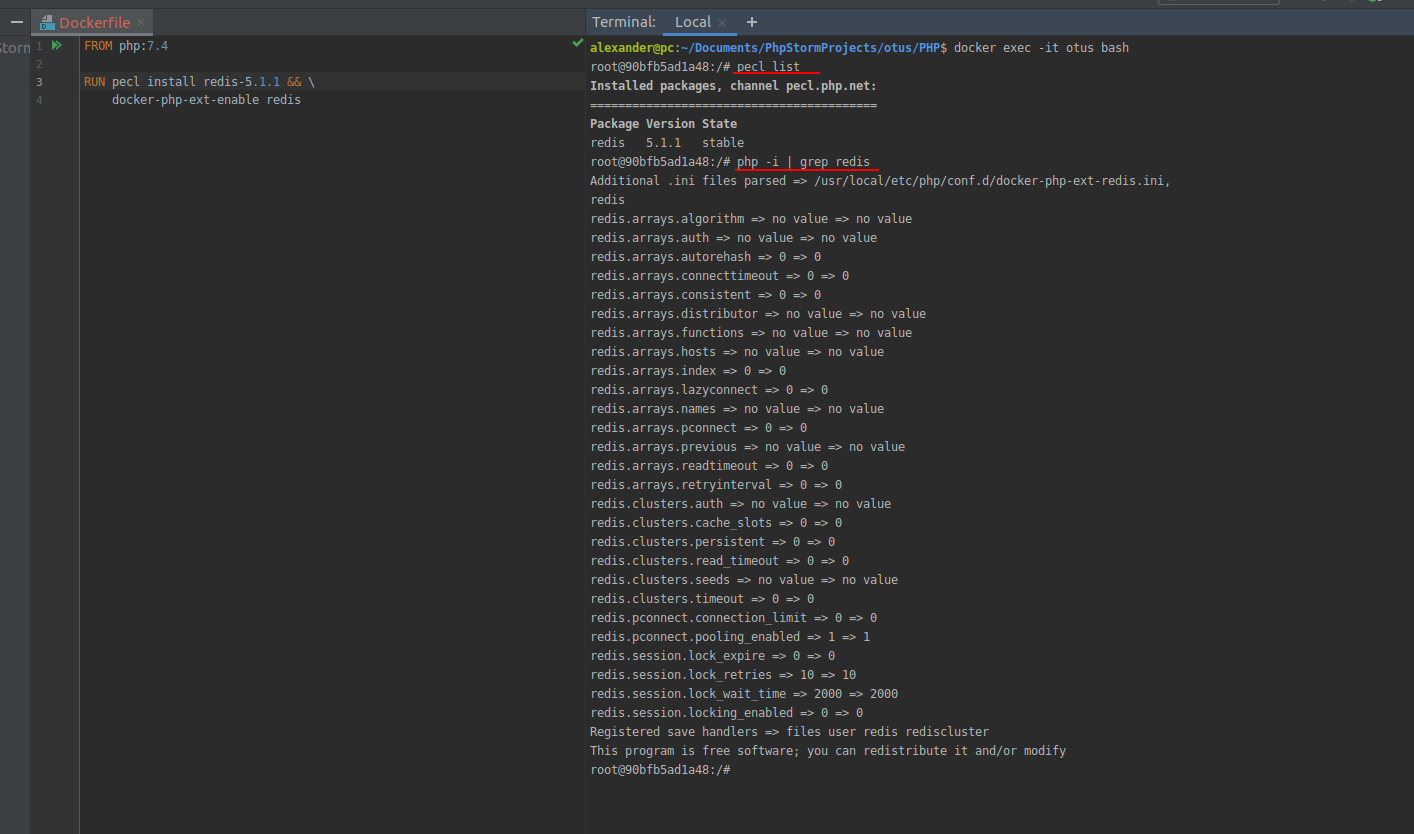 Dockerfile
Storm
1 FROM php:7.4
2
3 RUN pecl install redis-5.1.1 && \
4 docker-php-ext-enable redis
Terminal: Local +
alexander@pc:~/Documents/PhpStormProjects/otus/PHP$ docker exec -it otus bash
root@90bfb5ad1a48:/# pecl list
Installed packages, channel pecl.php.net:
=========================================
Package Version State
redis   5.1.1   stable
root@90bfb5ad1a48:/# php -i | grep redis
Additional .ini files parsed => /usr/local/etc/php/conf.d/docker-php-ext-redis.ini,
redis
redis.arrays.algorithm => no value => no value
redis.arrays.auth => no value => no value
redis.arrays.autorehash => 0 => 0
redis.arrays.connecttimeout => 0 => 0
redis.arrays.consistent => 0 => 0
redis.arrays.distributor => no value => no value
redis.arrays.functions => no value => no value
redis.arrays.hosts => no value => no value
redis.arrays.index => 0 => 0
redis.arrays.lazyconnect => 0 => 0
redis.arrays.names => no value => no value
redis.arrays.pconnect => 0 => 0
redis.arrays.previous => no value => no value
redis.arrays.readtimeout => 0 => 0
redis.arrays.retryinterval => 0 => 0
redis.clusters.auth => no value => no value
redis.clusters.cache_slots => 0 => 0
redis.clusters.persistent => 0 => 0
redis.clusters.read_timeout => 0 => 0
redis.clusters.seeds => no value => no value
redis.clusters.timeout => 0 => 0
redis.pconnect.connection_limit => 0 => 0
redis.pconnect.pooling_enabled => 1 => 1
redis.session.lock_expire => 0 => 0
redis.session.lock_retries => 10 => 10
redis.session.lock_wait_time => 2000 => 2000
redis.session.locking_enabled => 0 => 0
Registered save handlers => files user redis rediscluster
This program is free software; you can redistribute it and/or modify
root@90bfb5ad1a48:/#